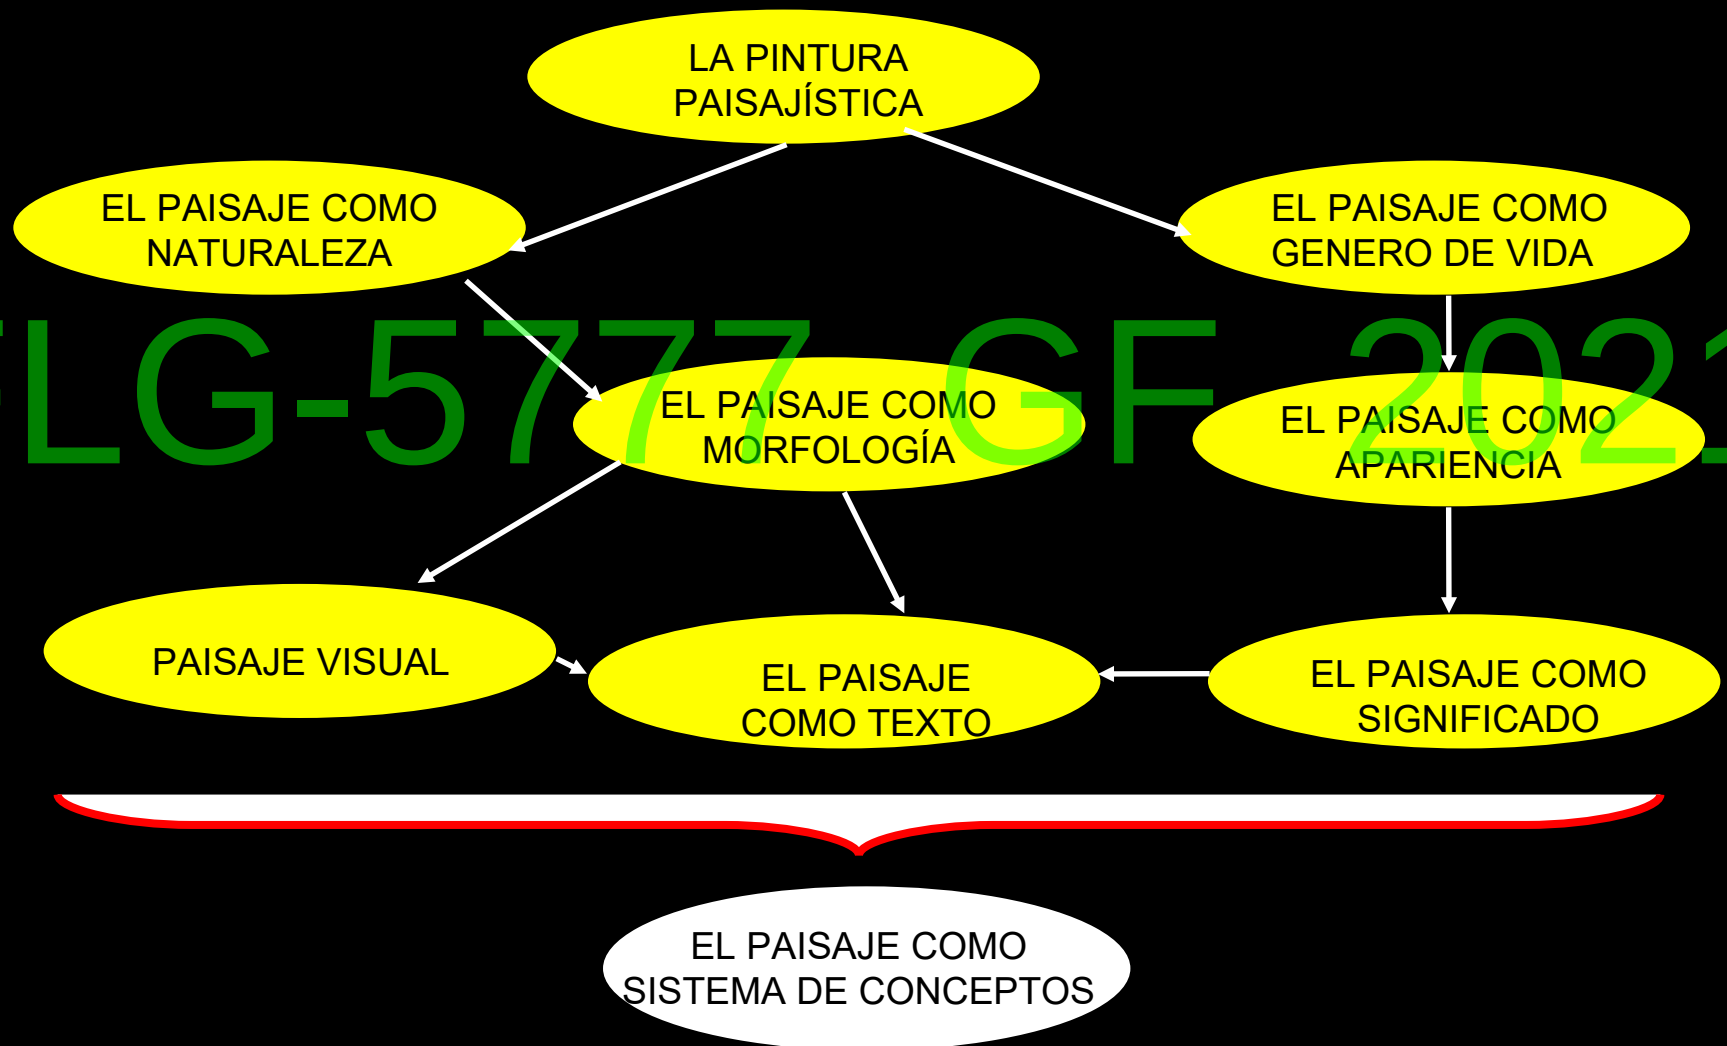 LA PINTURA
PAISAJÍSTICA
EL PAISAJE COMO
NATURALEZA
EL PAISAJE COMO
GENERO DE VIDA
FLG-5777 GF 2021
EL PAISAJE COMO
MORFOLOGÍA
EL PAISAJE COMO
APARIENCIA
PAISAJE VISUAL
EL PAISAJE
COMO TEXTO
EL PAISAJE COMO
SIGNIFICADO
EL PAISAJE COMO
SISTEMA DE CONCEPTOS